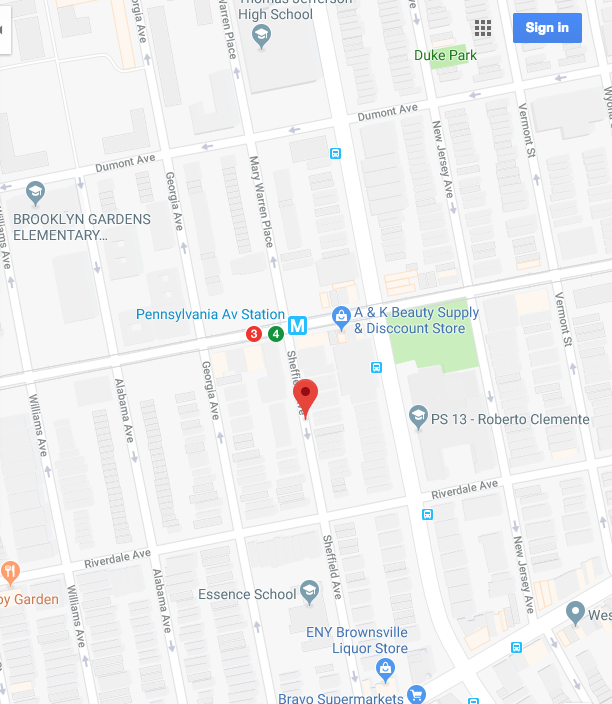 Thomas Jefferson
High School
Sign in
Duke Park
Georgia Ave
Warren Place
New Jersey Ave
Dumont Ave
Vermont St
Dumont Ave
Mary Warren Place
Georgia Ave
BROOKLYN GARDENS
ELEMENTARY...
Williams Ave
Pennsylvania Av Station
3
4
M
A & K Beauty Supply
& Disccount Store
Vermont St
Sheffield Ave
Georgia Ave
Alabama Ave
Williams Ave
PS 13 - Roberto Clemente
Riverdale Ave
Riverdale Ave
Sheffield Ave
New Jersey Ave
Alabama Ave
Williams Ave
by Garden
Essence School
Wes
ENY Brownsville
Liquor Store
Bravo Supermarkets